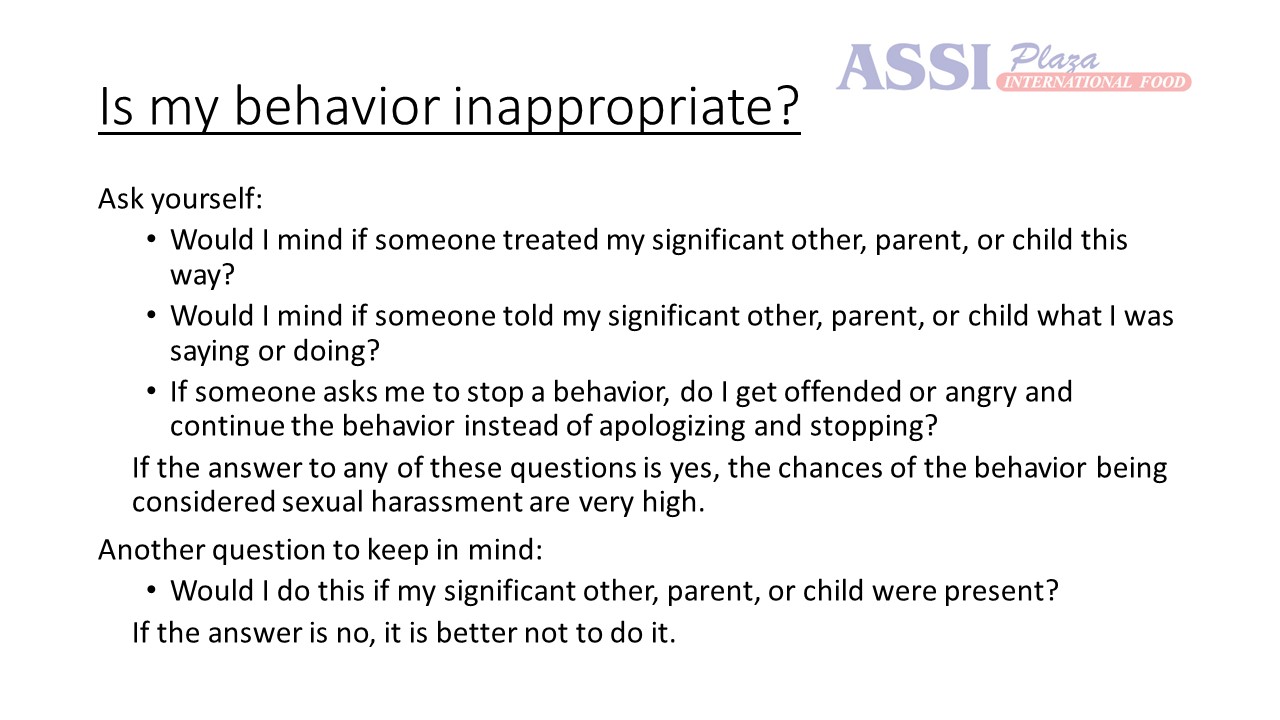 ASSI Plaza
INTERNATIONAL FOOD
Is my behavior inappropriate?
Ask yourself:
• Would I mind if someone treated my significant other, parent, or child this
way?
• Would I mind if someone told my significant other, parent, or child what I was
saying or doing?
• If someone asks me to stop a behavior, do I get offended or angry and
continue the behavior instead of apologizing and stopping?
If the answer to any of these questions is yes, the chances of the behavior being
considered sexual harassment are very high.
Another question to keep in mind:
• Would I do this if my significant other, parent, or child were present?
If the answer is no, it is better not to do it.